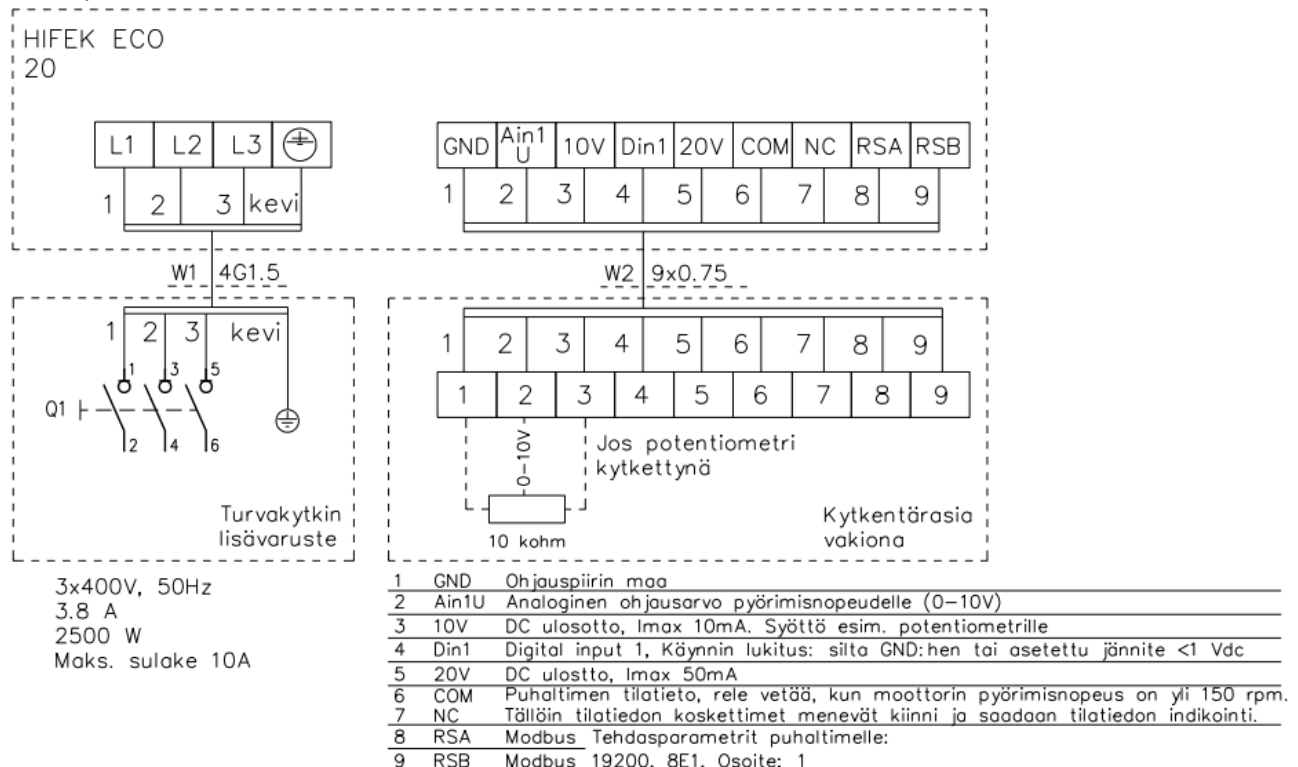 HIFEK ECO
20
L1 L2 L3
GND Ain1 U 10V Din1 20V COM NC RSA RSB
1 2 3 kevi
1 2 3 4 5 6 7 8 9
W1 4G1.5
W2 9x0.75
1 2 3 kevi
1 3 5
Q1
2 4 6
Turvakytkin
lisävaruste
1 2 3 4 5 6 7 8 9
1 2 3 4 5 6 7 8 9
0-10V
Jos potentiometri
kytkettynä
10 kohm
Kytkentärasia
vakiona
3x400V, 50Hz
3.8 A
2500 W
Maks. sulake 10A
1 GND Ohjauspiirin maa
2 Ain1U Analoginen ohjausarvo pyörimisnopeudelle (0-10V)
3 10V DC ulosotto, Imax 10mA. Syöttö esim. potentiometrille
4 Din1 Digital input 1, Käynnin lukitus: silta GND:hen tai asetettu jännite <1 Vdc
5 20V DC ulostto, Imax 50mA
6 COM Puhaltimen tilatieto, rele vetää, kun moottorin pyörimisnopeus on yli 150 rpm.
7 NC Tällöin tilatiedon koskettimet menevät kiinni ja saadaan tilatiedon indikointi.
8 RSA Modbus Tehdasparametrit puhaltimelle:
9 RSB Modbus 19200, 8E1, Osoite: 1